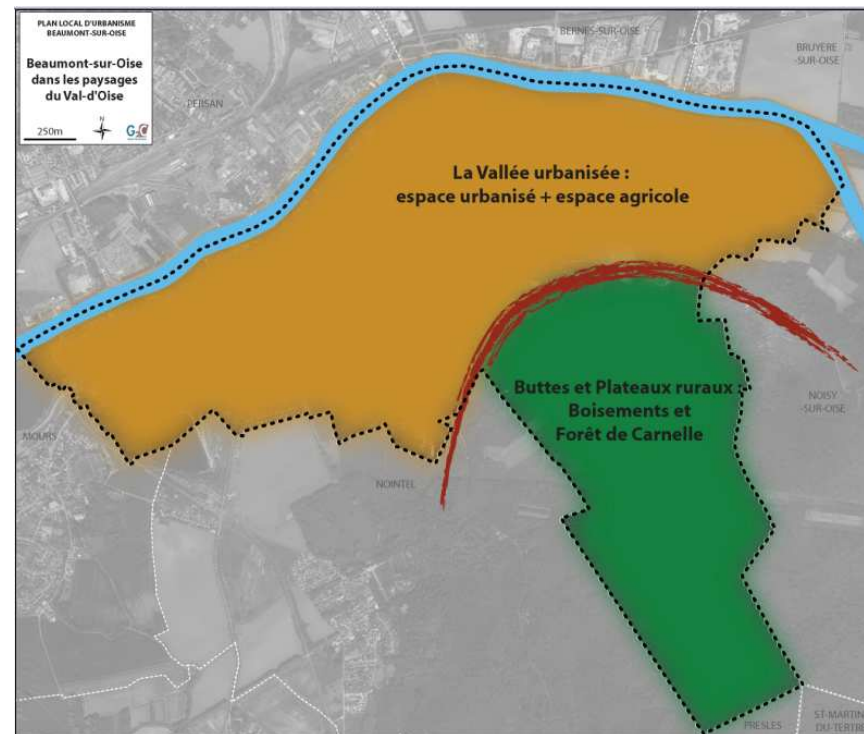 PLAN LOCAL D'URBANISME
BEAUMONT-SUR-OISE
Beaumont-sur-Oise
dans les paysages
du Val-d'Oise
250m
N
G2C
PERSAN
BERNES-SUR-OISE
BRUYERE
-SUR-OISE
La Vallée urbanisée :
espace urbanisé + espace agricole
Buttes et Plateaux ruraux :
Boisements et
Forêt de Carnelle
NOISY
-SUR-OISE
MOURS
NOINTEL
PRESLES
ST-MARTIN
DU-TERTRE